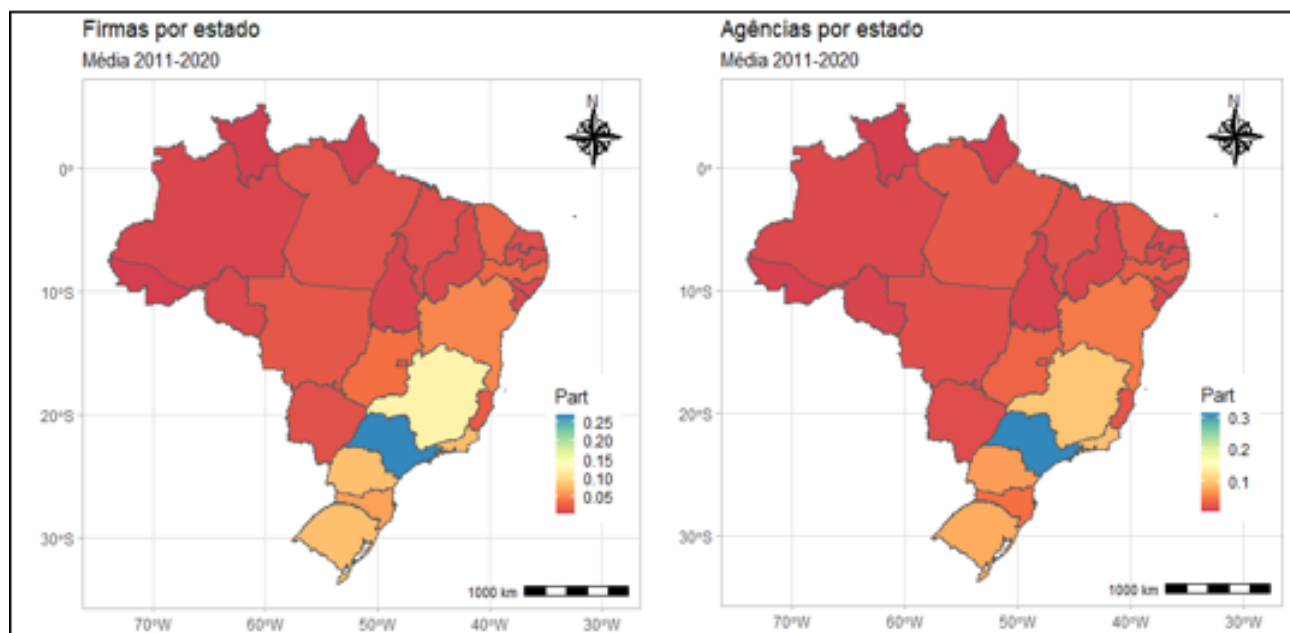 Firmas por estado
Média 2011-2020
N
0°
10°S
20°S
30°S
70°W
60°W
50°W
40°W
30°W
Part
0.25
0.20
0.15
0.10
0.05
1000 km
Agências por estado
Média 2011-2020
N
0°
10°S
20°S
30°S
70°W
60°W
50°W
40°W
30°W
Part
0.3
0.2
0.1
1000 km